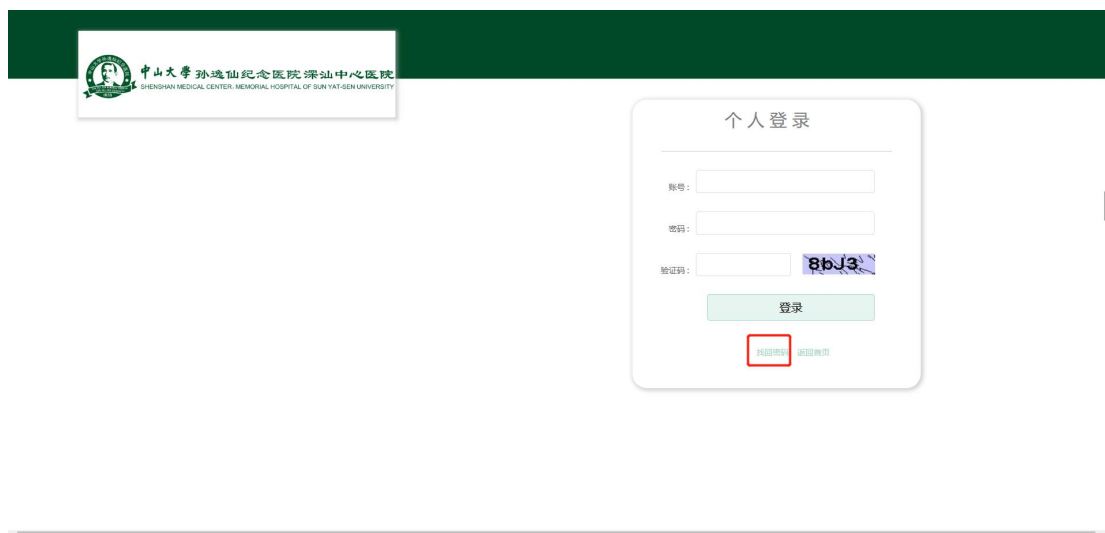 中山大学孙逸仙纪念医院深汕中心医院
SHENSHAN MEDICAL CENTER, MEMORIAL HOSPITAL OF SUN YAT-SEN UNIVERSITY
个人登录
账号：
密码：
验证码： 8bJ3
登录
找回密码 返回首页